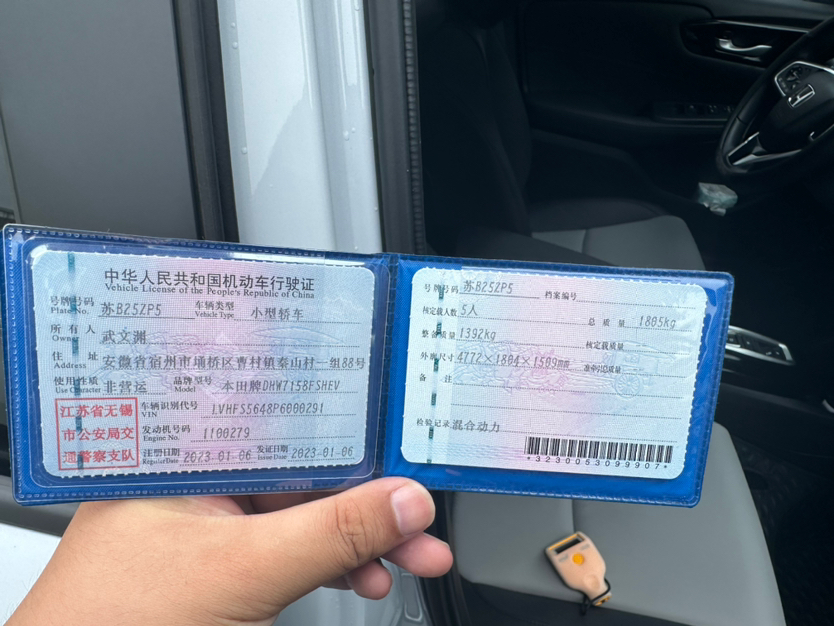 中华人民共和国机动车行驶证
Vehicle License of the People's Republic of China
号牌号码 Plate No. 苏B25ZP5 车辆类型 Vehicle Type 小型轿车
所有人 Owner 武文洲
住址 Address 安徽省宿州市埇桥区曹村镇秦山村一组88号
使用性质 Use Character 非营运 品牌型号 Model 本田牌DHW7158FSHEV
江苏省无锡
市公安局交
通警察支队
车辆识别代号 VIN LVHFS5648P6000291
发动机号码 Engine No. 1100279
注册日期 Register Date 2023-01-06 发证日期 Issue Date 2023-01-06
号牌号码 苏B25ZP5 档案编号
核定载人数 5人 总质量 1805kg
整备质量 1392kg 核定载质量
外廓尺寸 4772×1804×1509mm 准牵引总质量
备注
检验记录 混合动力
*3230053099907*